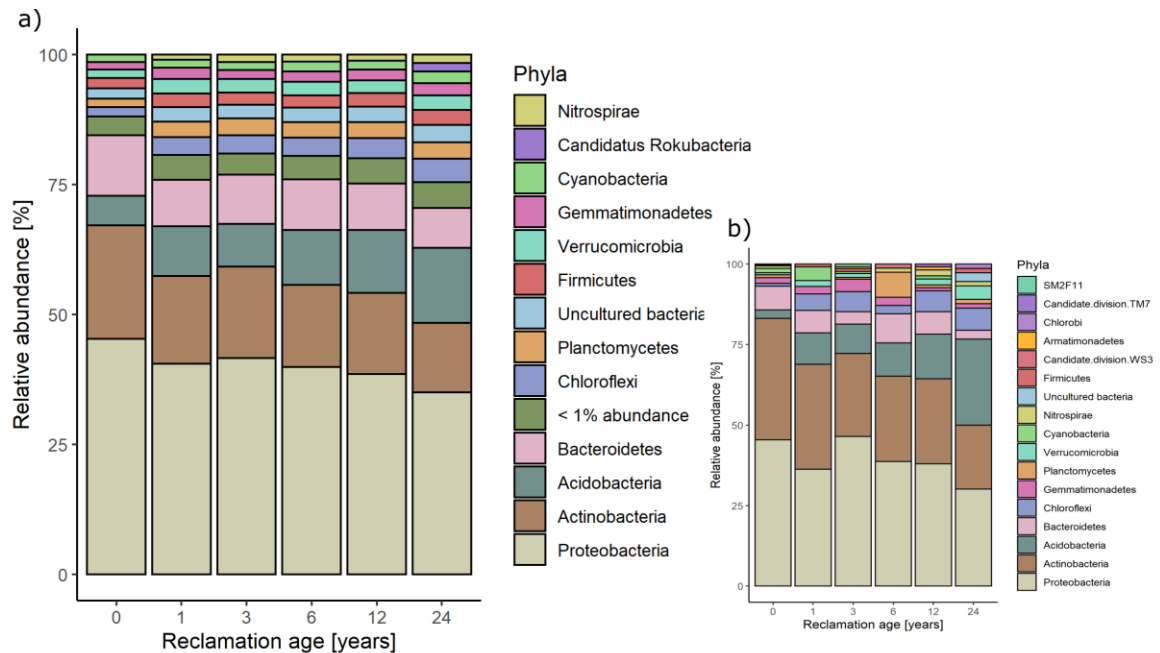 a)
100
75
50
25
0
Relative abundance [%]
0 1 3 6 12 24
Reclamation age [years]
Phyla
Nitrospirae
Candidatus Rokubacteria
Cyanobacteria
Gemmatimonadetes
Verrucomicrobia
Firmicutes
Uncultured bacteria
Planctomycetes
Chloroflexi
< 1% abundance
Bacteroidetes
Acidobacteria
Actinobacteria
Proteobacteria
b)
100
75
50
25
0
Relative abundance [%]
0 1 3 6 12 24
Reclamation age [years]
Phyla
SM2F11
Candidate.division.TM7
Chlorobi
Armatimonadetes
Candidate.division.WS3
Firmicutes
Uncultured bacteria
Nitrospirae
Cyanobacteria
Verrucomicrobia
Planctomycetes
Gemmatimonadetes
Chloroflexi
Bacteroidetes
Acidobacteria
Actinobacteria
Proteobacteria